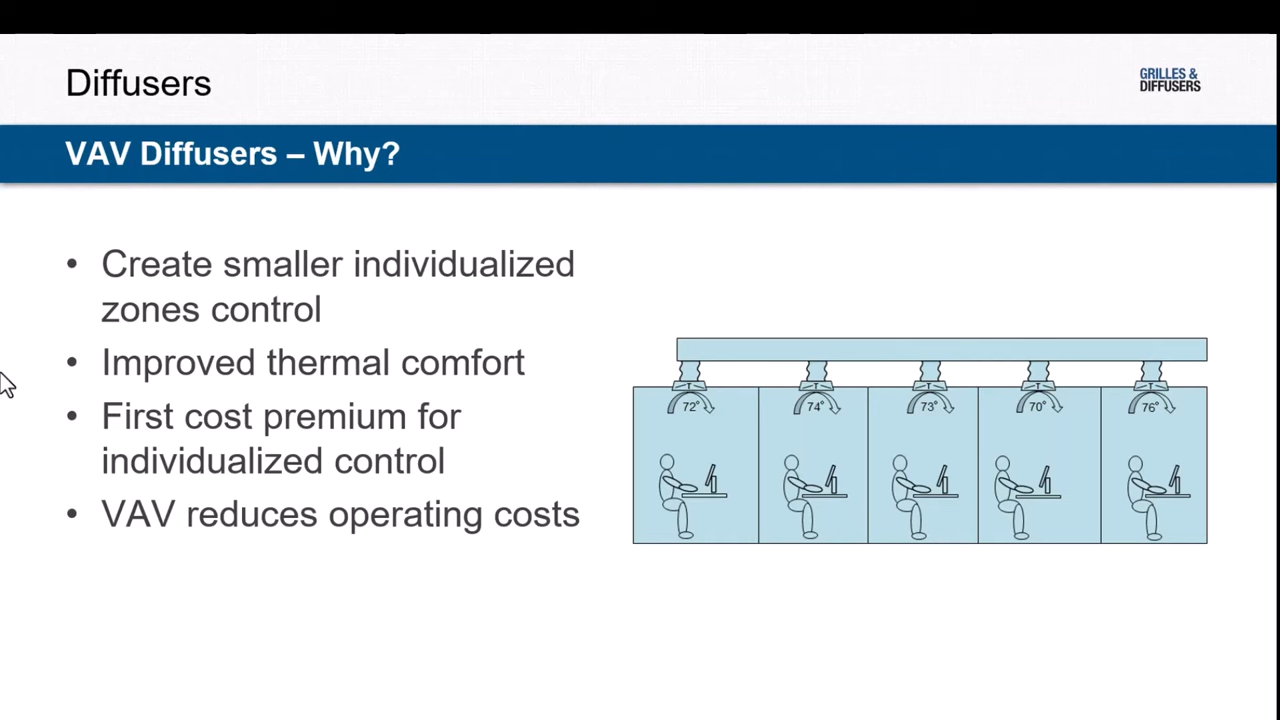 Diffusers
GRILLES &
DIFFUSERS
VAV Diffusers – Why?
• Create smaller individualized
zones control
• Improved thermal comfort
• First cost premium for
individualized control
• VAV reduces operating costs
72° 74° 73° 70° 76°